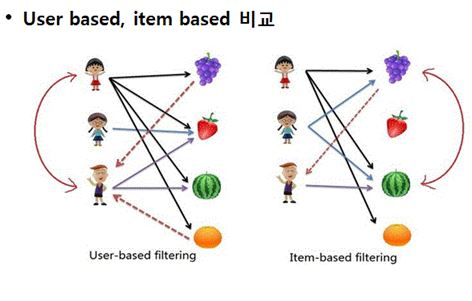 • User based, item based 비교
User-based filtering
Item-based filtering